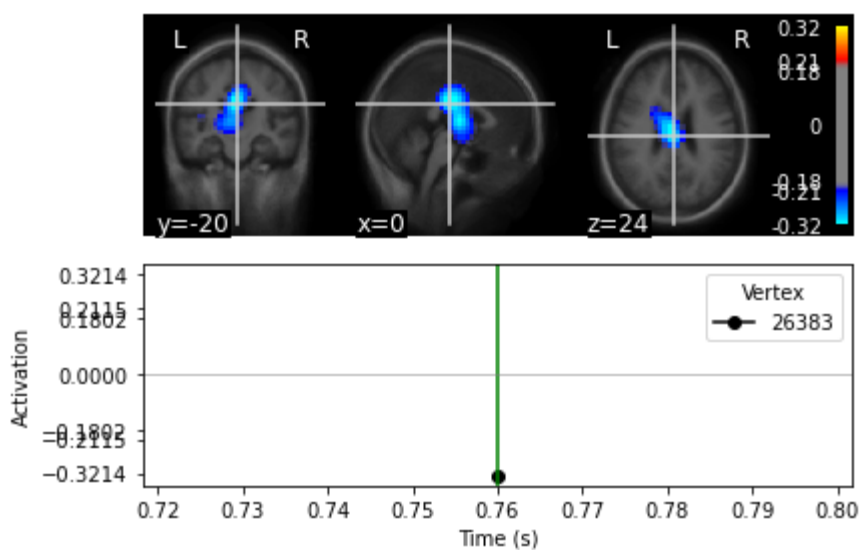 L R L R
0.32
0.21
0.18
0
-0.18
-0.21
-0.32
y=-20 x=0 z=24
0.3214
0.2115
0.1802
0.0000
−0.1802
−0.2115
−0.3214
Activation
Vertex
26383
0.72 0.73 0.74 0.75 0.76 0.77 0.78 0.79 0.80
Time (s)